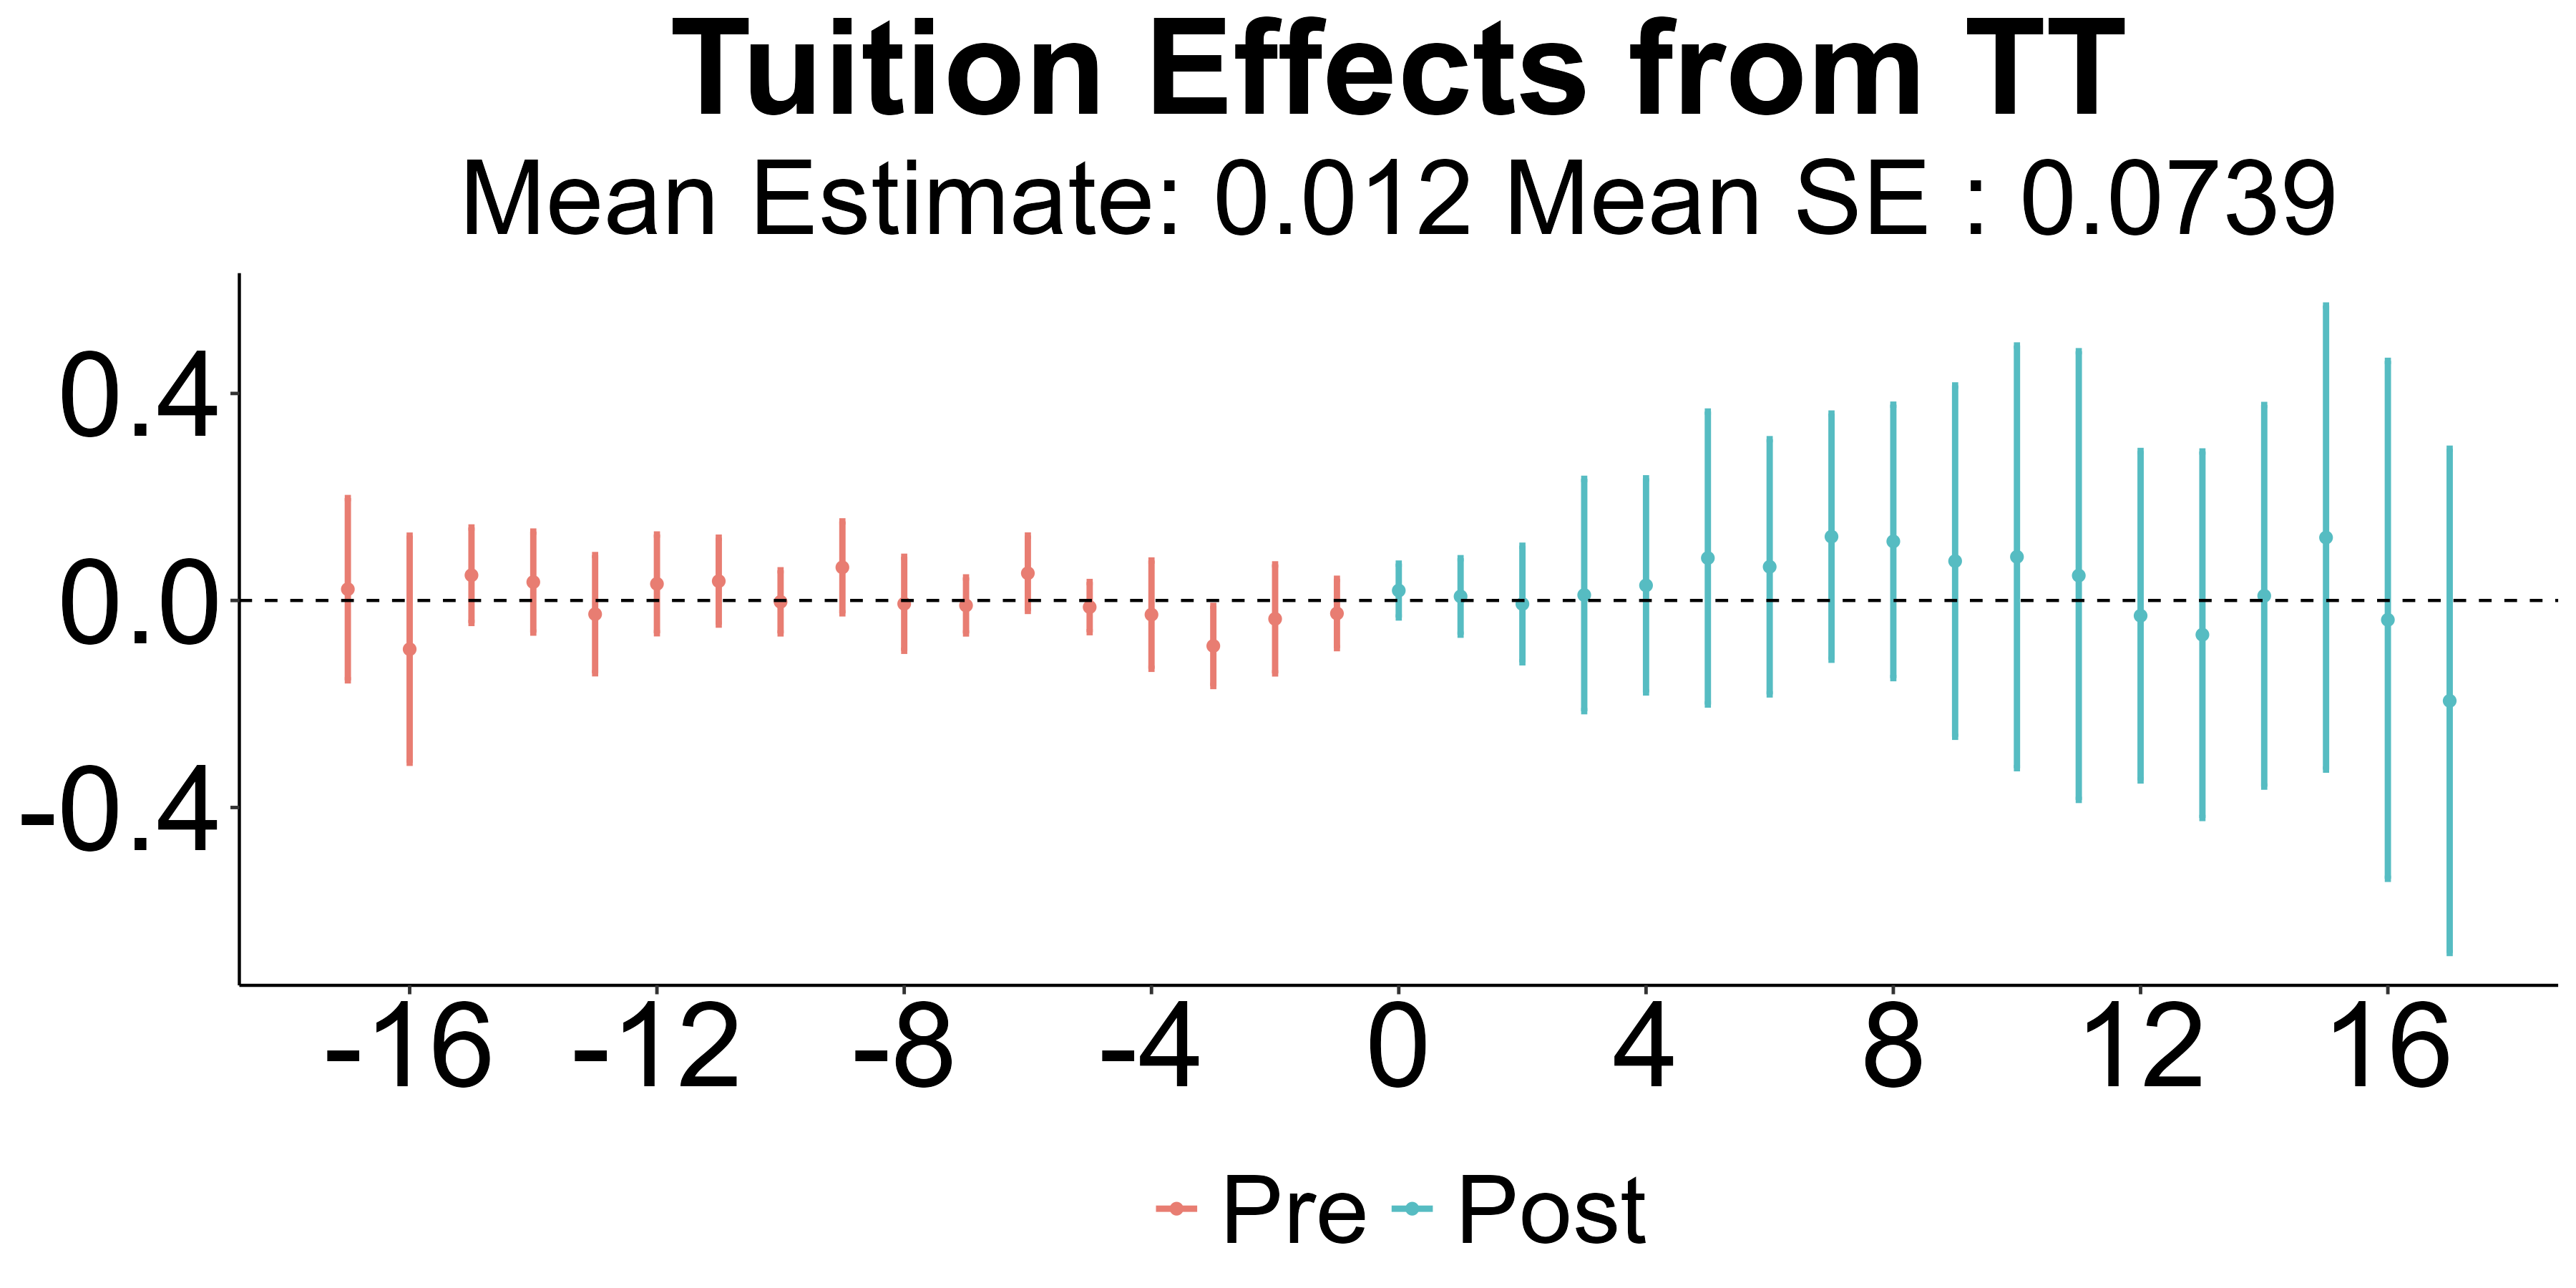 Tuition Effects from TT
Mean Estimate: 0.012 Mean SE : 0.0739
0.4
0.0
-0.4
-16 -12 -8 -4 0 4 8 12 16
Pre Post